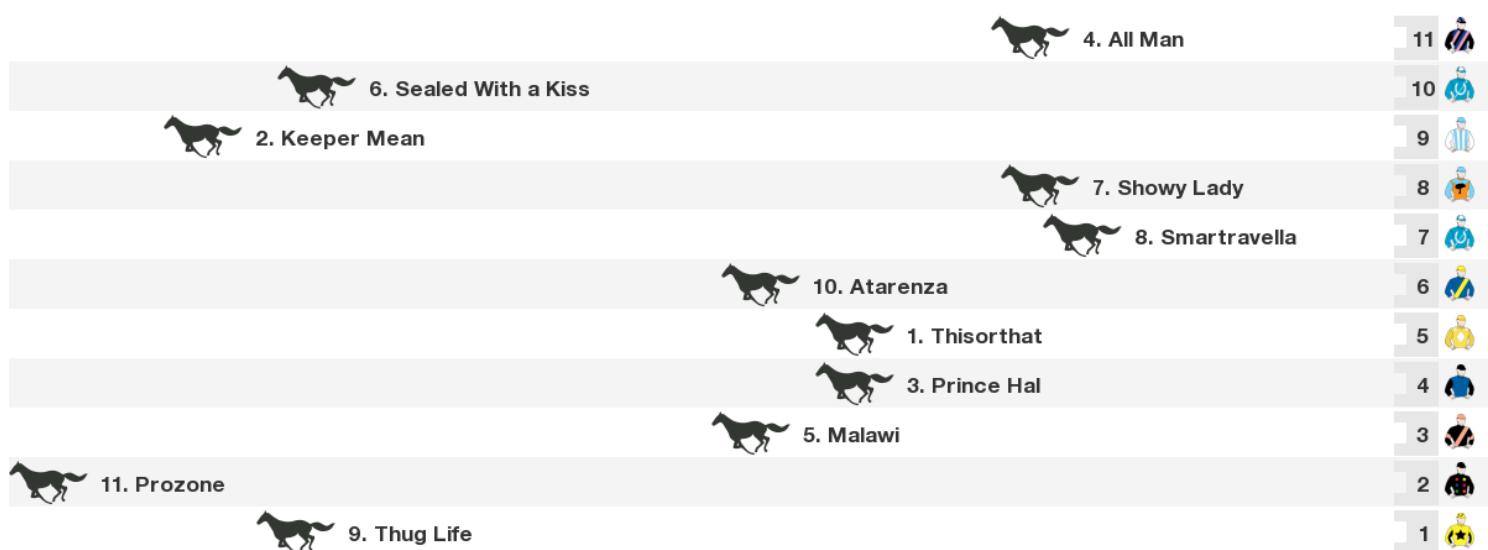 4. All Man 11
6. Sealed With a Kiss 10
2. Keeper Mean 9
7. Showy Lady 8
8. Smartravella 7
10. Atarenza 6
1. Thisorthat 5
3. Prince Hal 4
5. Malawi 3
11. Prozone 2
9. Thug Life 1